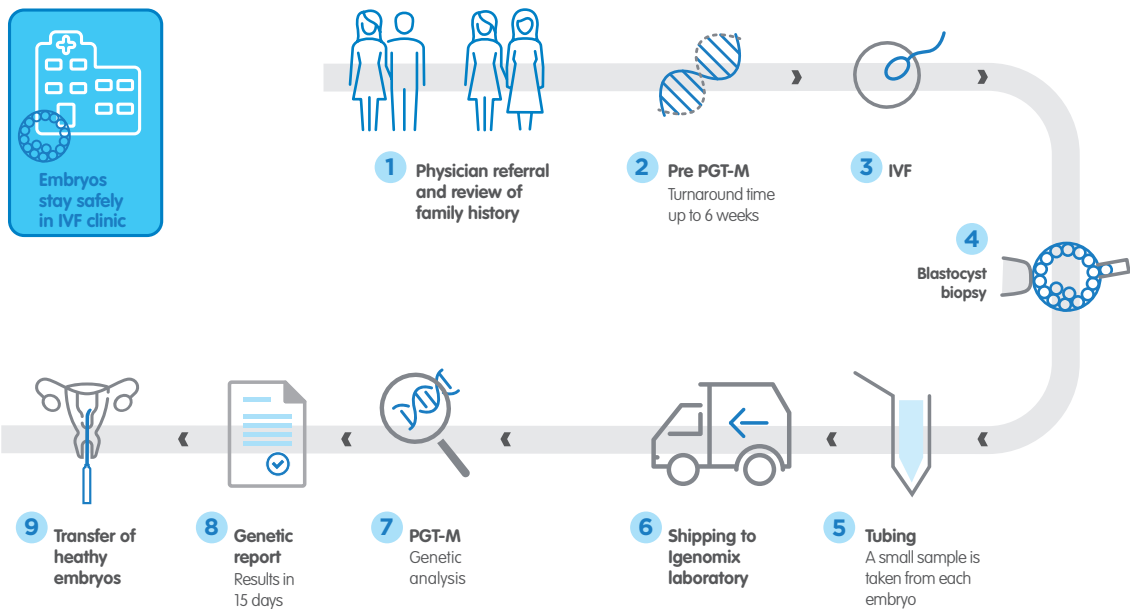 Embryos
stay safely
in IVF clinic
1
Physician referral
and review of
family history
2
Pre PGT-M
Turnaround time
up to 6 weeks
3
IVF
4
Blastocyst
biopsy
5
Tubing
A small sample is
taken from each
embryo
6
Shipping to
Igenomix
laboratory
7
PGT-M
Genetic
analysis
8
Genetic
report
Results in
15 days
9
Transfer of
heathy
embryos